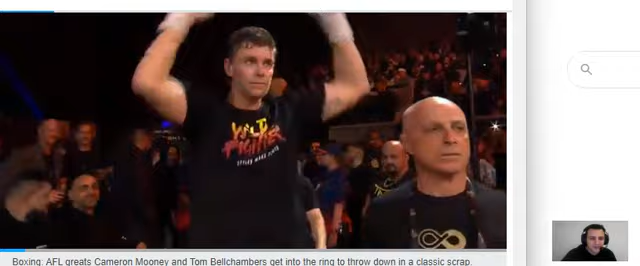 WILD
FIGHTER
Boxing: AFL greats Cameron Mooney and Tom Bellchambers get into the ring to throw down in a classic scrap.